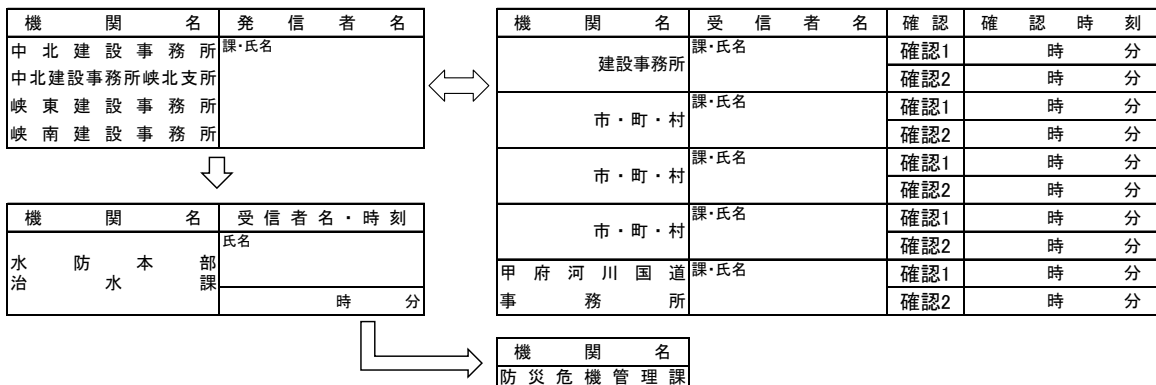 機関名 発信者名
中北建設事務所 課・氏名
中北建設事務所峡北支所
峡東建設事務所
峡南建設事務所
機関名 受信者名・時刻
水防本部 氏名
治水課
時 分
機関名 受信者名 確認 確認時刻
建設事務所 課・氏名 確認1 時 分
確認2 時 分
市・町・村 課・氏名 確認1 時 分
確認2 時 分
市・町・村 課・氏名 確認1 時 分
確認2 時 分
市・町・村 課・氏名 確認1 時 分
確認2 時 分
甲府河川国道 課・氏名 確認1 時 分
事務所 確認2 時 分
機関名
防災危機管理課